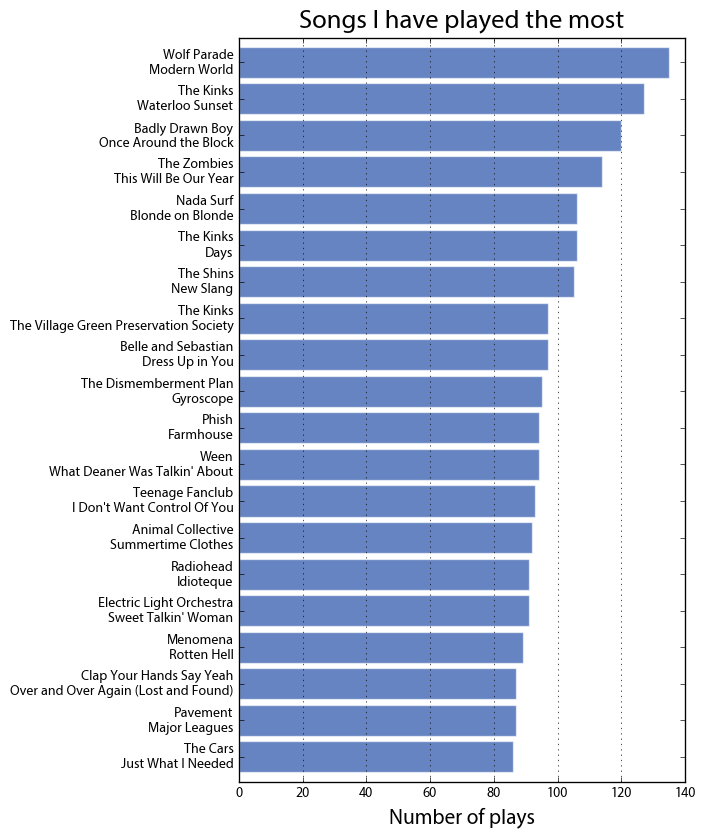 Songs I have played the most
Wolf Parade
Modern World
The Kinks
Waterloo Sunset
Badly Drawn Boy
Once Around the Block
The Zombies
This Will Be Our Year
Nada Surf
Blonde on Blonde
The Kinks
Days
The Shins
New Slang
The Kinks
The Village Green Preservation Society
Belle and Sebastian
Dress Up in You
The Dismemberment Plan
Gyroscope
Phish
Farmhouse
Ween
What Deaner Was Talkin' About
Teenage Fanclub
I Don't Want Control Of You
Animal Collective
Summertime Clothes
Radiohead
Idioteque
Electric Light Orchestra
Sweet Talkin' Woman
Menomena
Rotten Hell
Clap Your Hands Say Yeah
Over and Over Again (Lost and Found)
Pavement
Major Leagues
The Cars
Just What I Needed
0 20 40 60 80 100 120 140
Number of plays